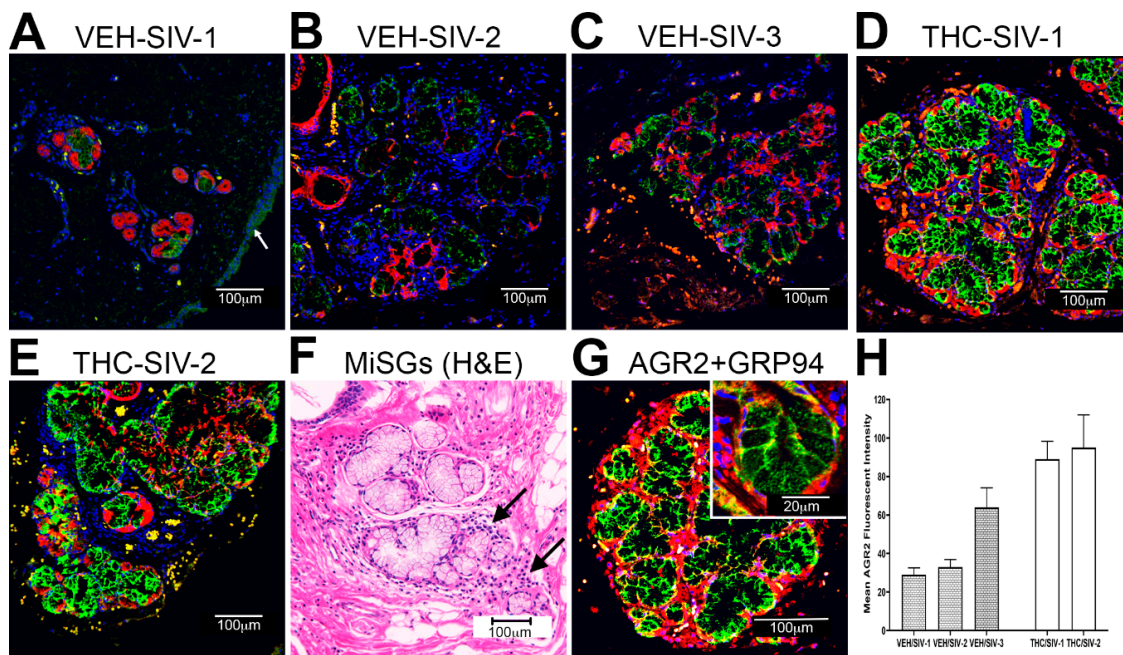 A VEH-SIV-1
B VEH-SIV-2
C VEH-SIV-3
D THC-SIV-1
100µm
100µm
100µm
100µm
E THC-SIV-2
F MiSGs (H&E)
G AGR2+GRP94
H
20µm
100µm
100µm
100µm
Mean AGR2 Fluorescent Intensity
120
100
80
60
40
20
0
VEH/SIV-1 VEH/SIV-2 VEH/SIV-3 THC/SIV-1 THC/SIV-2